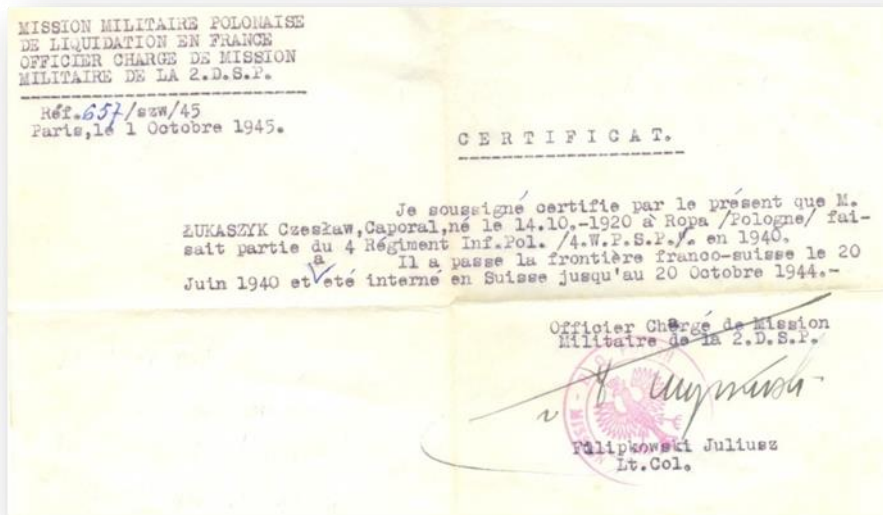 MISSION MILITAIRE POLONAISE
DE LIQUIDATION EN FRANCE
OFFICIER CHARGE DE MISSION
MILITAIRE DE LA 2.D.S.P.
Réf.657/szw/45
Paris,le 1 Octobre 1945.
CERTIFICAT.
Je soussigné certifie par le présent que M.
ŁUKASZYK Czesław,Caporal,né le 14.10.-1920 à Ropa /Pologne/ fai-
sait partie du 4 Régiment Inf.Pol. /4.W.P.S.P./. en 1940.
Il a passe la frontière franco-suisse le 20
Juin 1940 et a été interné en Suisse jusqu'au 20 Octobre 1944.-
Officier Chargé de Mission
Militaire de la 2.D.S.P.
Filipkowski Juliusz
Lt.Col.